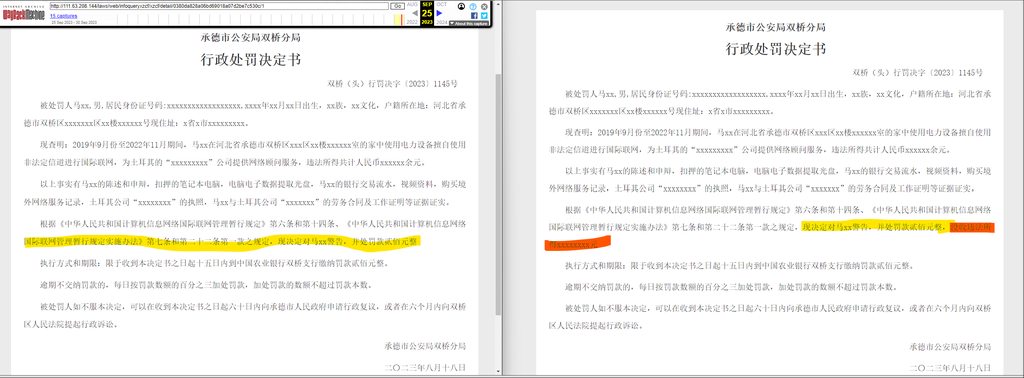 INTERNET ARCHIVE
WayBackMachine
http://111.63.208.144/laws/web/infoquery/xzcf/xzcf/detail/0380da828a06bd69018a07d2be7c530c/1
Go
15 captures
25 Sep 2023 - 30 Sep 2023
AUG SEP OCT
25
2022 2023 2024
About this capture
承德市公安局双桥分局
行政处罚决定书
双桥（头）行罚决字〔2023〕1145号
被处罚人马xx,男,居民身份证号码:xxxxxxxxxxxxxxxxxx.xxxx年xx月xx日出生，xx族，xx文化，户籍所在地：河北省承
德市双桥区xxxxxxx区xx楼xxxxxx号现住址：x省x市xxxxxxxxx。
现查明：2019年9月份至2022年11月期间，马xx在河北省承德市双桥区xxx区xx楼xxxxxx室的家中使用电力设备擅自使用
非法定信道进行国际联网，为土耳其的“xxxxxxxxx”公司提供网络顾问服务，违法所得共计人民币xxxxxx余元。
以上事实有马xx的陈述和申辩，扣押的笔记本电脑，电脑电子数据提取光盘，马xx的银行交易流水，视频资料，购买境
外网络服务记录，土耳其公司“xxxxxxxx”的执照，马xx与土耳其公司“xxxxxxx”的劳务合同及工作证明等证据证实。
根据《中华人民共和国计算机信息网络国际联网管理暂行规定》第六条和第十四条、《中华人民共和国计算机信息网络
国际联网管理暂行规定实施办法》第七条和第二十二条第一款之规定，现决定对马xx警告，并处罚款贰佰元整
执行方式和期限：限于收到本决定书之日起十五日内到中国农业银行双桥支行缴纳罚款贰佰元整。
逾期不交纳罚款的，每日按罚款数额的百分之三加处罚款，加处罚款的数额不超过罚款本数。
被处罚人如不服本决定，可以在收到本决定书之日起六十日内向承德市人民政府申请行政复议，或者在六个月内向双桥
区人民法院提起行政诉讼。
承德市公安局双桥分局
二〇二三年八月十八日
承德市公安局双桥分局
行政处罚决定书
双桥（头）行罚决字〔2023〕1145号
被处罚人马xx,男,居民身份证号码:xxxxxxxxxxxxxxxxxx.xxxx年xx月xx日出生，xx族，xx文化，户籍所在地：河北省承
德市双桥区xxxxxxx区xx楼xxxxxx号现住址：x省x市xxxxxxxxx。
现查明：2019年9月份至2022年11月期间，马xx在河北省承德市双桥区xxx区xx楼xxxxxx室的家中使用电力设备擅自使用
非法定信道进行国际联网，为土耳其的“xxxxxxxxx”公司提供网络顾问服务，违法所得共计人民币xxxxxx余元。
以上事实有马xx的陈述和申辩，扣押的笔记本电脑，电脑电子数据提取光盘，马xx的银行交易流水，视频资料，购买境
外网络服务记录，土耳其公司“xxxxxxxx”的执照，马xx与土耳其公司“xxxxxxx”的劳务合同及工作证明等证据证实。
根据《中华人民共和国计算机信息网络国际联网管理暂行规定》第六条和第十四条、《中华人民共和国计算机信息网络
国际联网管理暂行规定实施办法》第七条和第二十二条第一款之规定，现决定对马xx警告，并处罚款贰佰元整，没收违法所
得xxxxxxxx元
执行方式和期限：限于收到本决定书之日起十五日内到中国农业银行双桥支行缴纳罚款贰佰元整。
逾期不交纳罚款的，每日按罚款数额的百分之三加处罚款，加处罚款的数额不超过罚款本数。
被处罚人如不服本决定，可以在收到本决定书之日起六十日内向承德市人民政府申请行政复议，或者在六个月内向双桥
区人民法院提起行政诉讼。
承德市公安局双桥分局
二〇二三年八月十八日